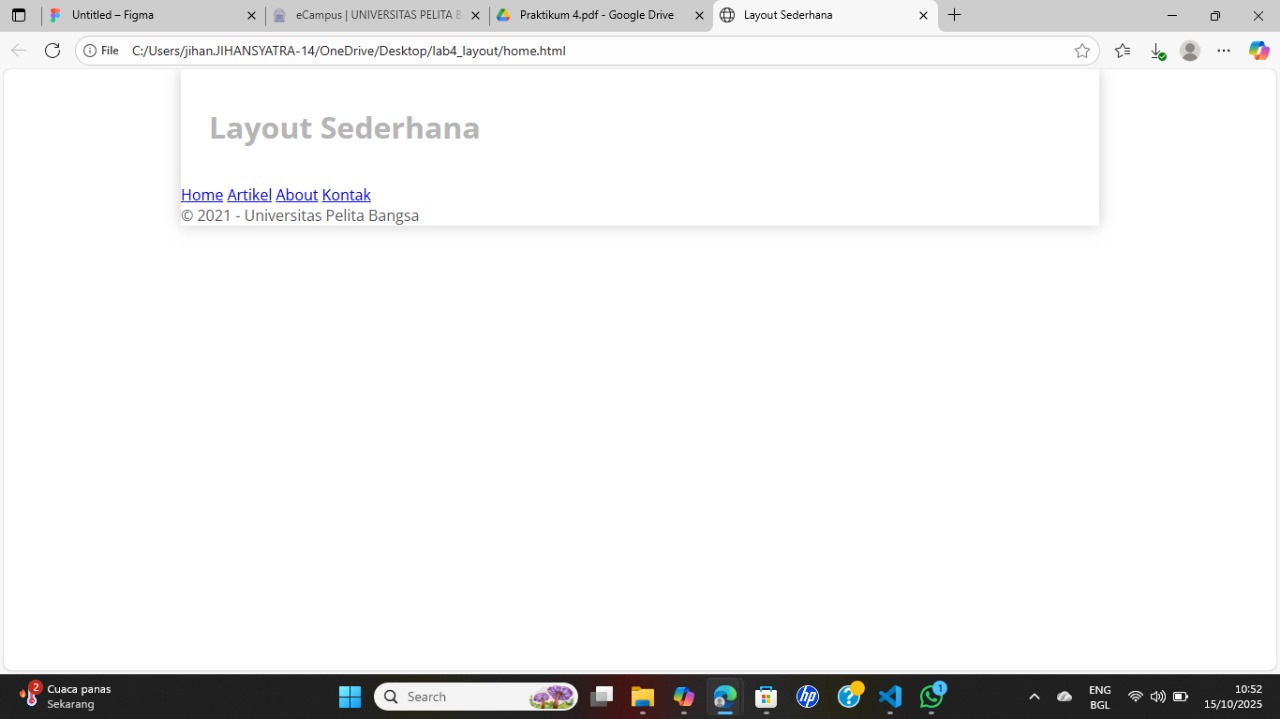 Untitled – Figma
eCampus | UNIVERSITAS PELITA B
Praktikum 4.pdf - Google Drive
Layout Sederhana
File
C:/Users/jihan.JIHANSYATRA-14/OneDrive/Desktop/lab4_layout/home.html
Layout Sederhana
Home Artikel About Kontak
© 2021 - Universitas Pelita Bangsa
2
Cuaca panas
Sekarang
Search
hp
?
1
ENG
BGL
10:52
15/10/2025